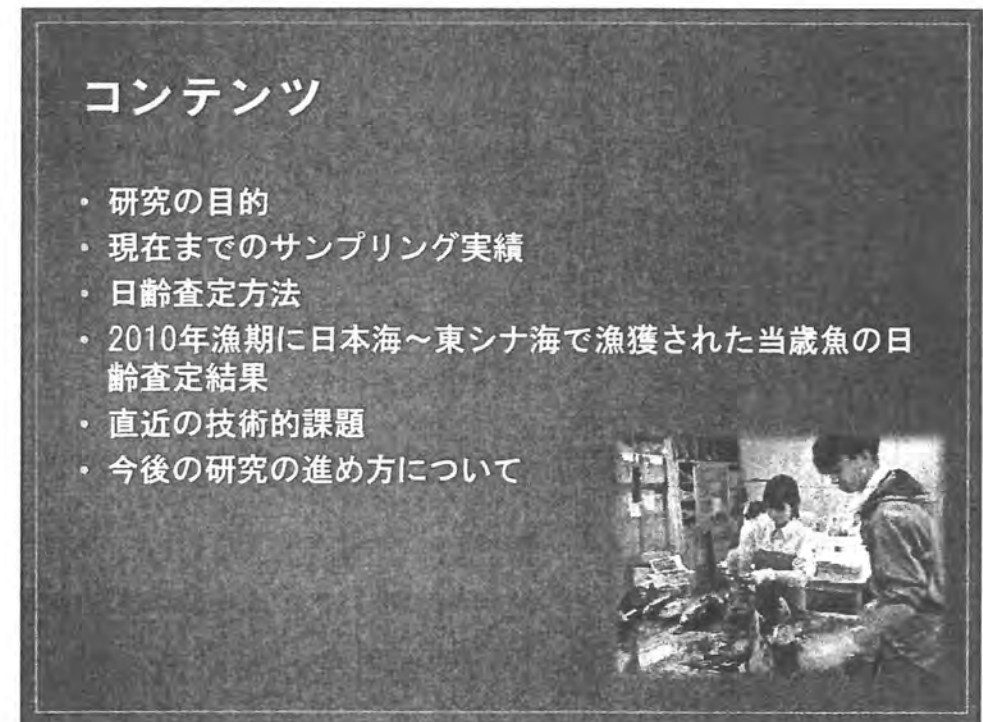 コンテンツ
・研究の目的
・現在までのサンプリング実績
・日齢査定方法
・2010年漁期に日本海～東シナ海で漁獲された当歳魚の日
齢査定結果
・直近の技術的課題
・今後の研究の進め方について